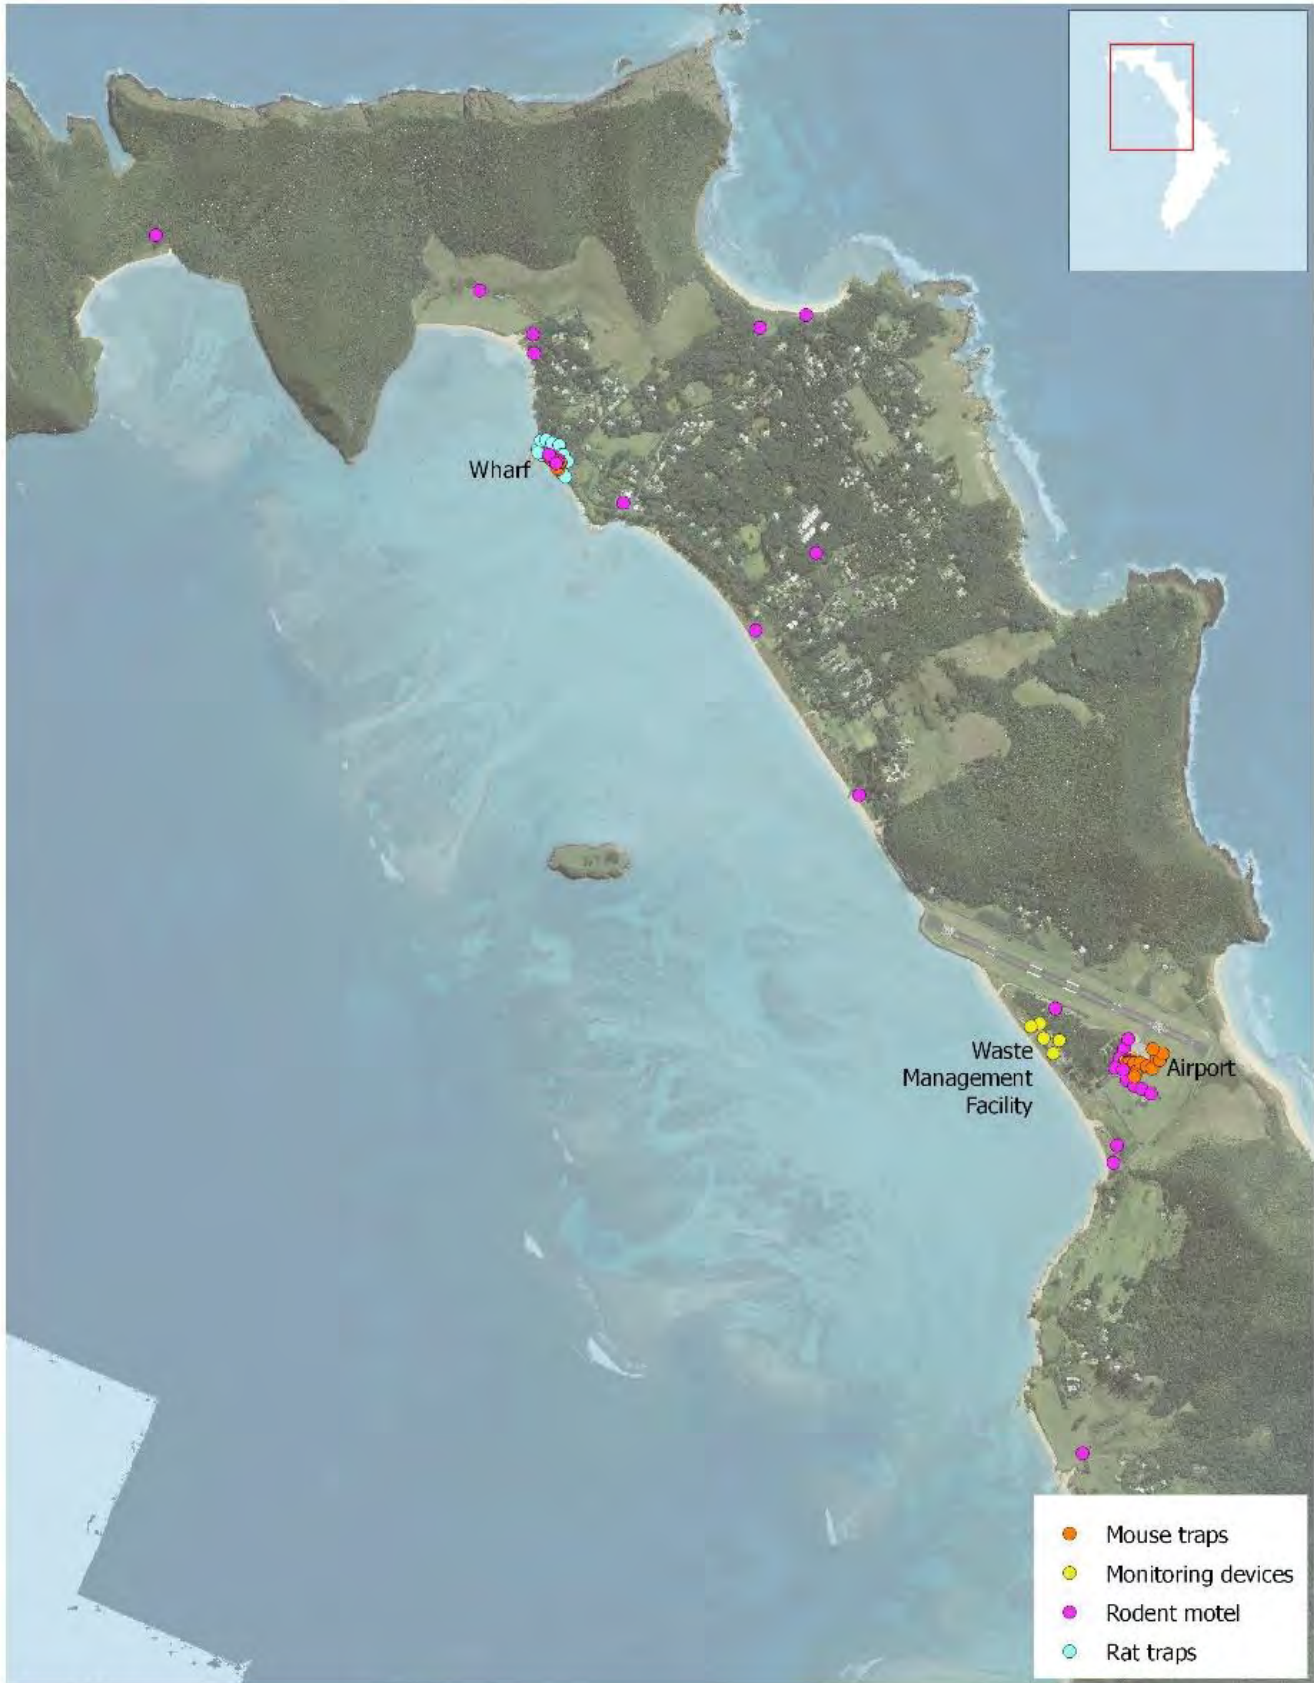 Wharf
Waste
Management
Facility
Airport
Mouse traps
Monitoring devices
Rodent motel
Rat traps